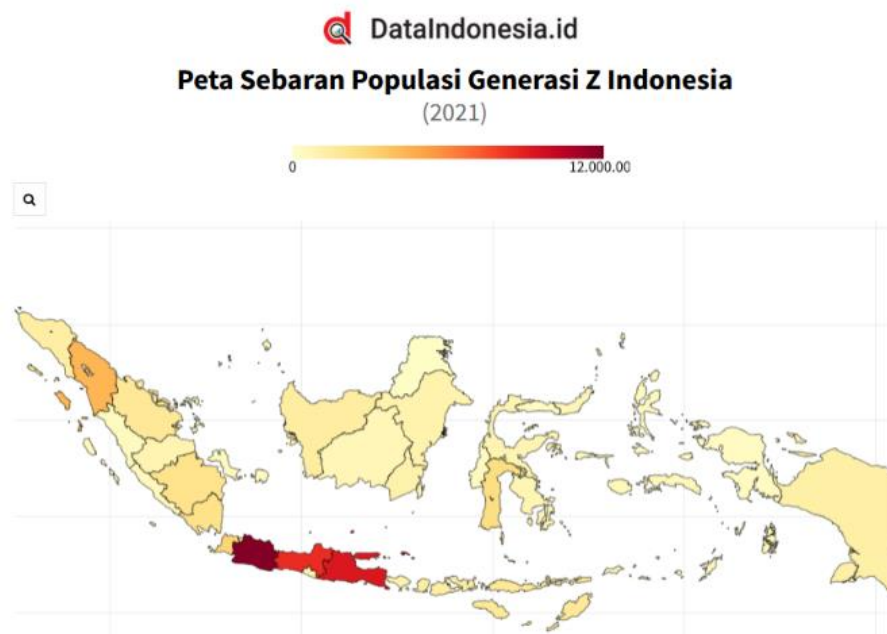 DataIndonesia.id
Peta Sebaran Populasi Generasi Z Indonesia
(2021)
0 12.000.00